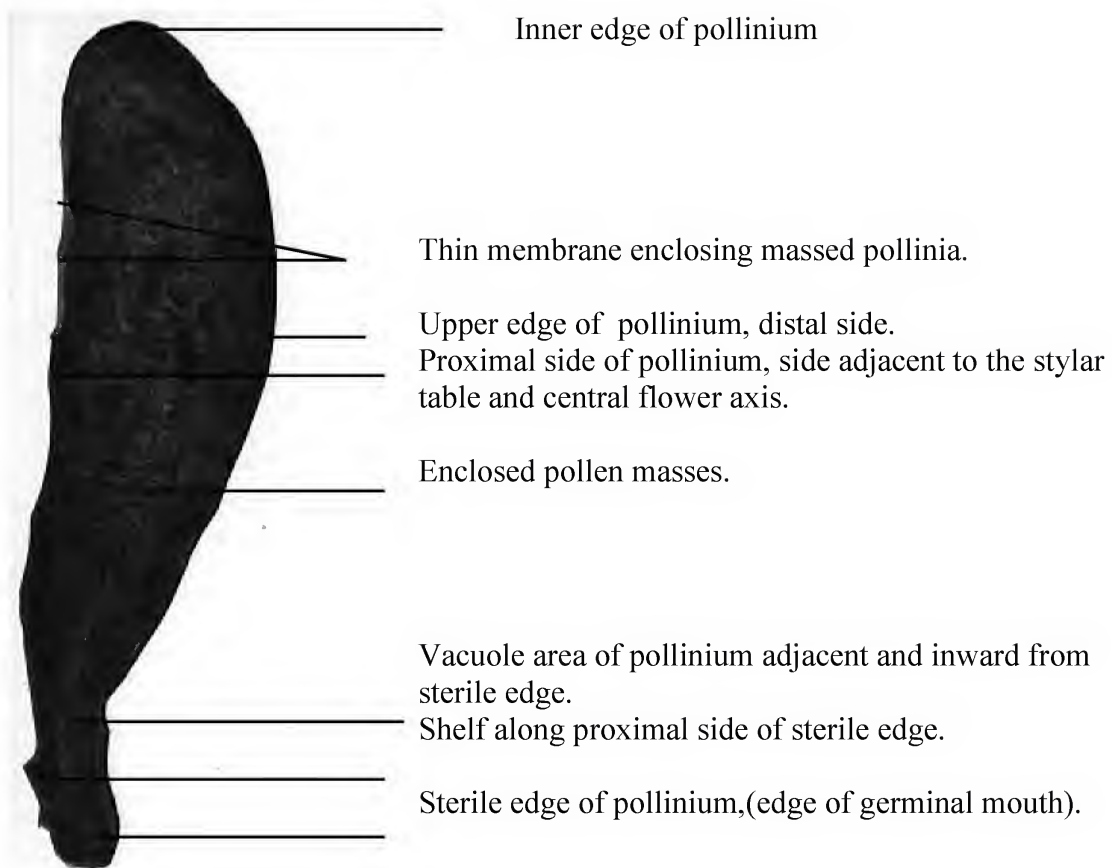 Inner edge of pollinium
Thin membrane enclosing massed pollinia.
Upper edge of  pollinium, distal side.
Proximal side of pollinium, side adjacent to the stylar
table and central flower axis.
Enclosed pollen masses.
Vacuole area of pollinium adjacent and inward from
sterile edge.
Shelf along proximal side of sterile edge.
Sterile edge of pollinium,(edge of germinal mouth).